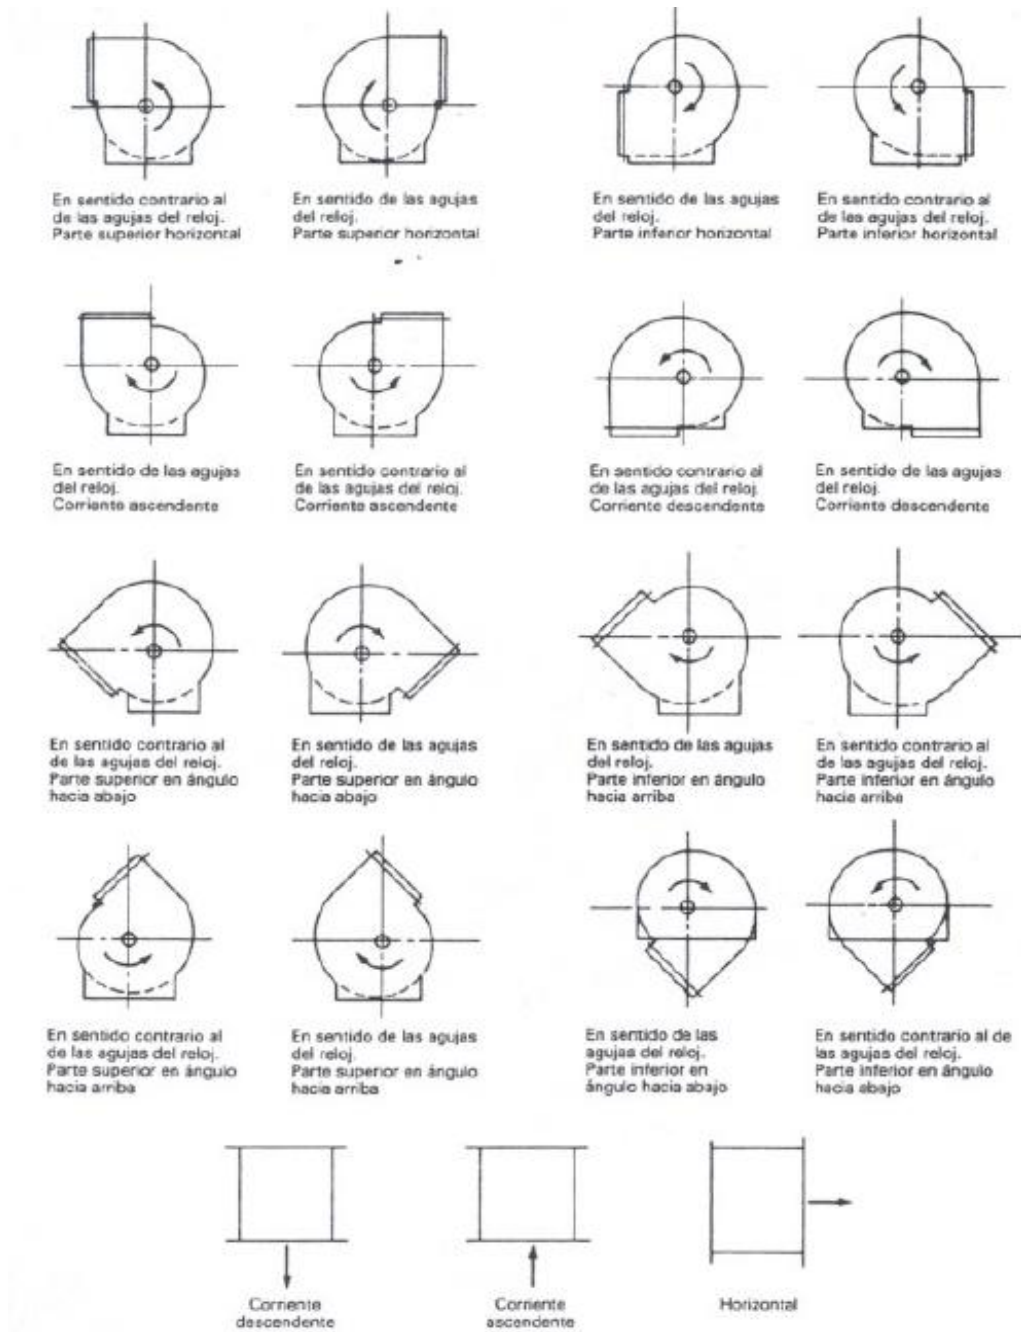 En sentido contrario al
de las agujas del reloj.
Parte superior horizontal
En sentido de las agujas
del reloj.
Parte superior horizontal
En sentido de las agujas
del reloj.
Parte inferior horizontal
En sentido contrario al
de las agujas del reloj.
Parte inferior horizontal
En sentido de las agujas
del reloj.
Corriente ascendente
En sentido contrario al
de las agujas del reloj.
Corriente ascendente
En sentido contrario al
de las agujas del reloj.
Corriente descendente
En sentido de las agujas
del reloj.
Corriente descendente
En sentido contrario al
de las agujas del reloj.
Parte superior en ángulo
hacia abajo
En sentido de las agujas
del reloj.
Parte superior en ángulo
hacia abajo
En sentido de las agujas
del reloj.
Parte inferior en ángulo
hacia arriba
En sentido contrario al
de las agujas del reloj.
Parte inferior en ángulo
hacia arriba
En sentido contrario al
de las agujas del reloj.
Parte superior en ángulo
hacia arriba
En sentido de las agujas
del reloj.
Parte superior en ángulo
hacia arriba
En sentido de las
agujas del reloj.
Parte inferior en
ángulo hacia abajo
En sentido contrario al de
las agujas del reloj.
Parte inferior en ángulo
hacia abajo
Corriente
descendente
Corriente
ascendente
Horizontal